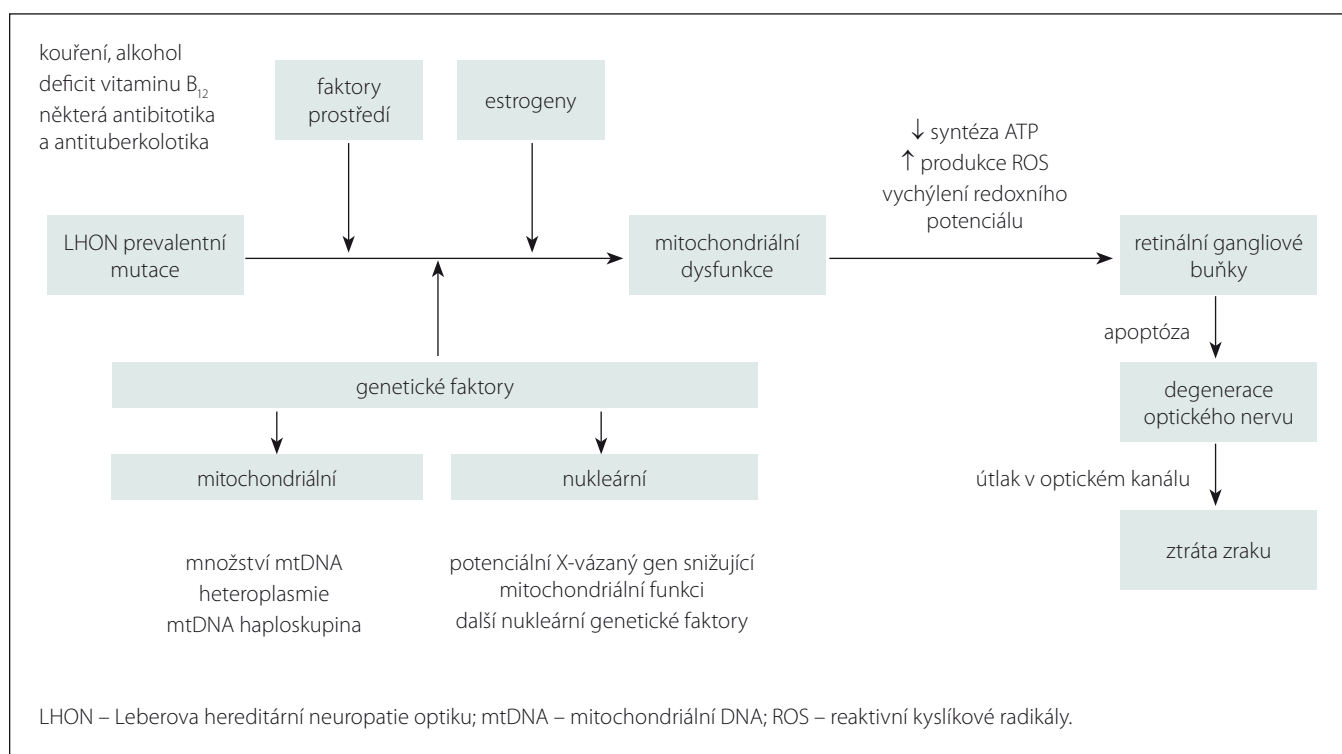 kouření, alkohol
deficit vitaminu B12
některá antibitotika
a antituberkolotika
faktory
prostředí
estrogeny
↓ syntéza ATP
↑ produkce ROS
vychýlení redoxního
potenciálu
LHON prevalentní
mutace
mitochondriální
dysfunkce
retinální gangliové
buňky
apoptóza
genetické faktory
degenerace
optického nervu
mitochondriální
nukleární
útlak v optickém kanálu
ztráta zraku
množství mtDNA
heteroplasmie
mtDNA haploskupina
potenciální X-vázaný gen snižující
mitochondriální funkci
další nukleární genetické faktory
LHON – Leberova hereditární neuropatie optiku; mtDNA – mitochondriální DNA; ROS – reaktivní kyslíkové radikály.